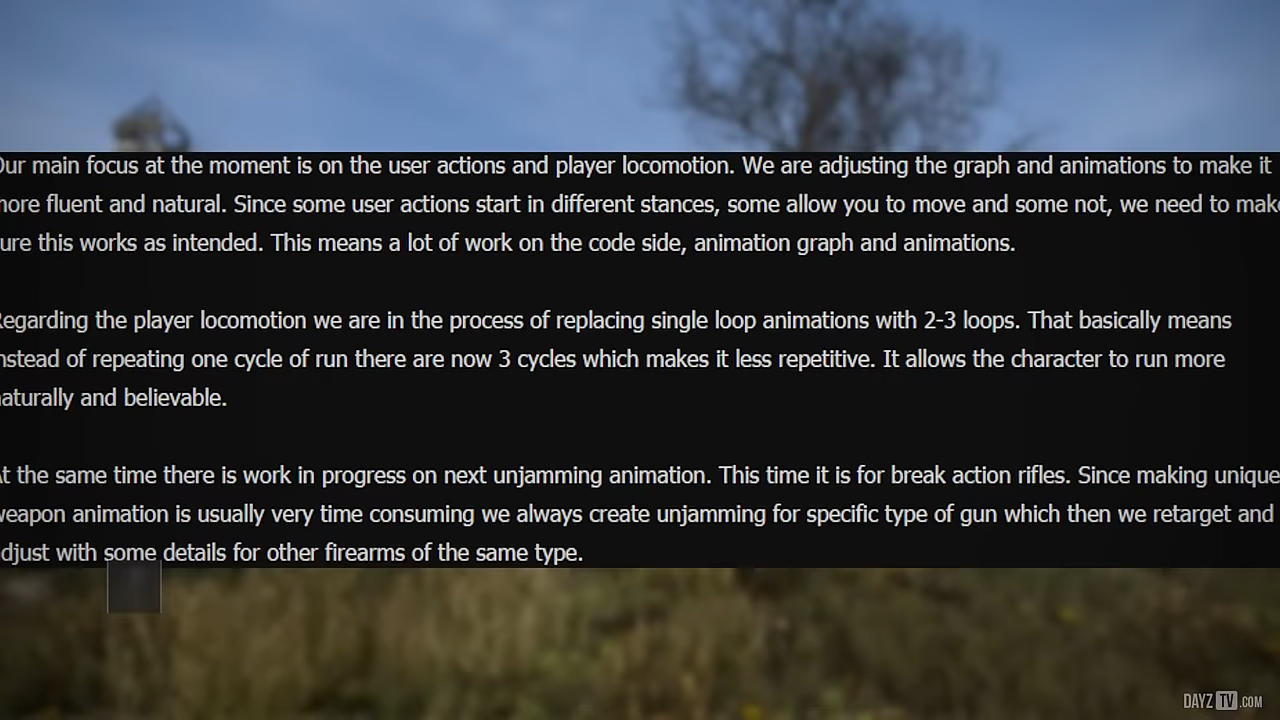 Our main focus at the moment is on the user actions and player locomotion. We are adjusting the graph and animations to make it
more fluent and natural. Since some user actions start in different stances, some allow you to move and some not, we need to make
sure this works as intended. This means a lot of work on the code side, animation graph and animations.
Regarding the player locomotion we are in the process of replacing single loop animations with 2-3 loops. That basically means
instead of repeating one cycle of run there are now 3 cycles which makes it less repetitive. It allows the character to run more
naturally and believable.
At the same time there is work in progress on next unjamming animation. This time it is for break action rifles. Since making unique
weapon animation is usually very time consuming we always create unjamming for specific type of gun which then we retarget and
adjust with some details for other firearms of the same type.
DAYZ TV .COM